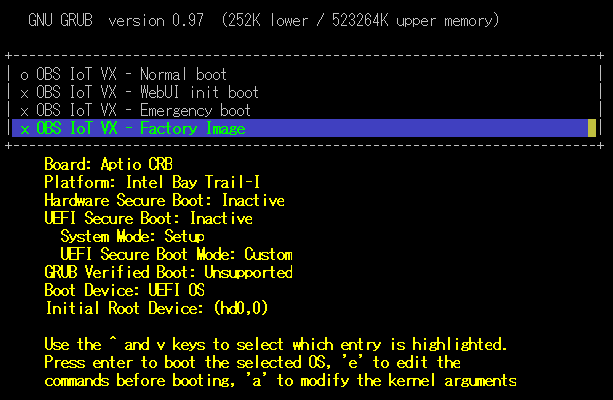 GNU GRUB  version 0.97  (252K lower / 523264K upper memory)
o OBS IoT VX - Normal boot
x OBS IoT VX - WebUI init boot
x OBS IoT VX - Emergency boot
x OBS IoT VX - Factory Image
Board: Aptio CRB
Platform: Intel Bay Trail-I
Hardware Secure Boot: Inactive
UEFI Secure Boot: Inactive
System Mode: Setup
UEFI Secure Boot Mode: Custom
GRUB Verified Boot: Unsupported
Boot Device: UEFI OS
Initial Root Device: (hd0,0)
Use the ^ and v keys to select which entry is highlighted.
Press enter to boot the selected OS, 'e' to edit the
commands before booting, 'a' to modify the kernel arguments